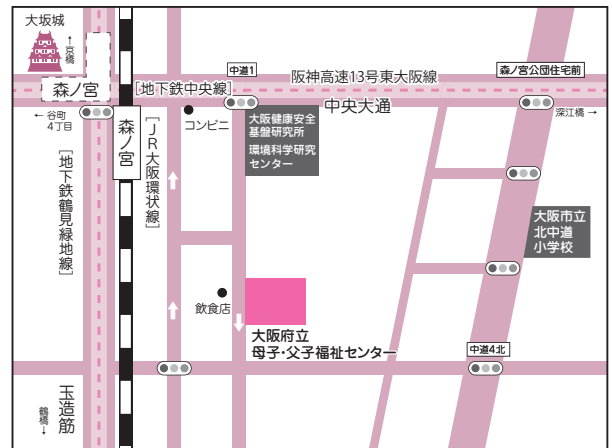 大坂城
↑京橋
森ノ宮
← 谷町
4丁目
[地下鉄鶴見緑地線]
玉造筋
鶴橋→
森ノ宮
[JR大阪環状線]
[地下鉄中央線]
中道1
阪神高速13号東大阪線
森ノ宮公団住宅前
中央大通
深江橋 →
コンビニ
大阪健康安全
基盤研究所
環境科学研究
センター
大阪市立
北中道
小学校
飲食店
大阪府立
母子・父子福祉センター
中道4北